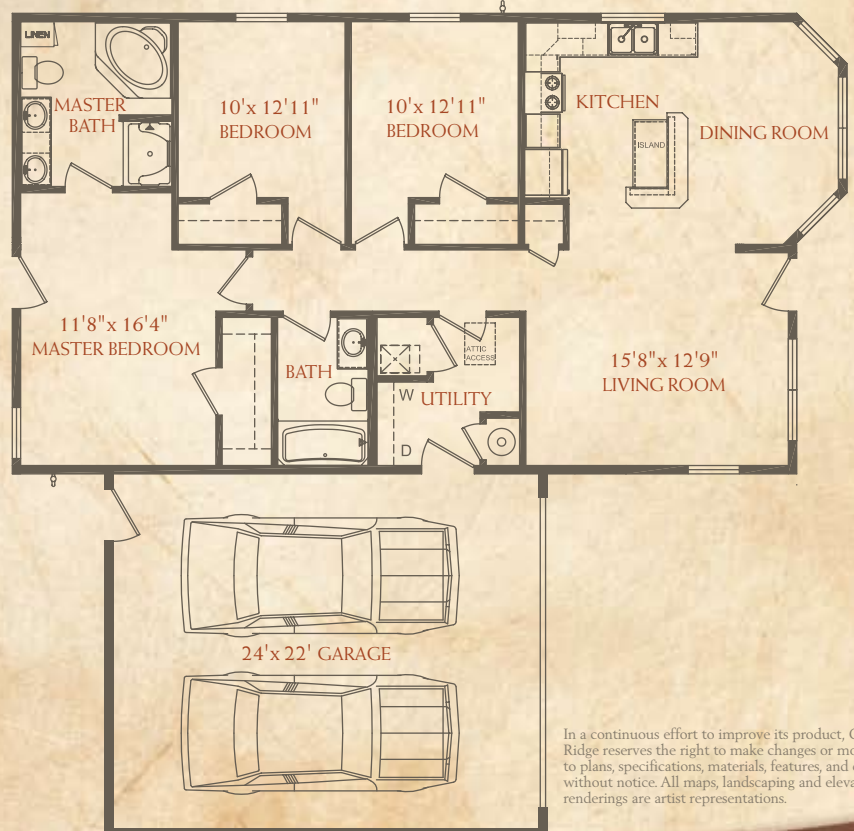 LINEN
MASTER
BATH
10' x 12'11"
BEDROOM
10' x 12'11"
BEDROOM
KITCHEN
ISLAND
DINING ROOM
11'8" x 16'4"
MASTER BEDROOM
BATH
ATTIC
ACCESS
W
UTILITY
D
15'8" x 12'9"
LIVING ROOM
24' x 22' GARAGE
In a continuous effort to improve its product,
Ridge reserves the right to make changes or
to plans, specifications, materials, features, and
without notice. All maps, landscaping and
renderings are artist representations.